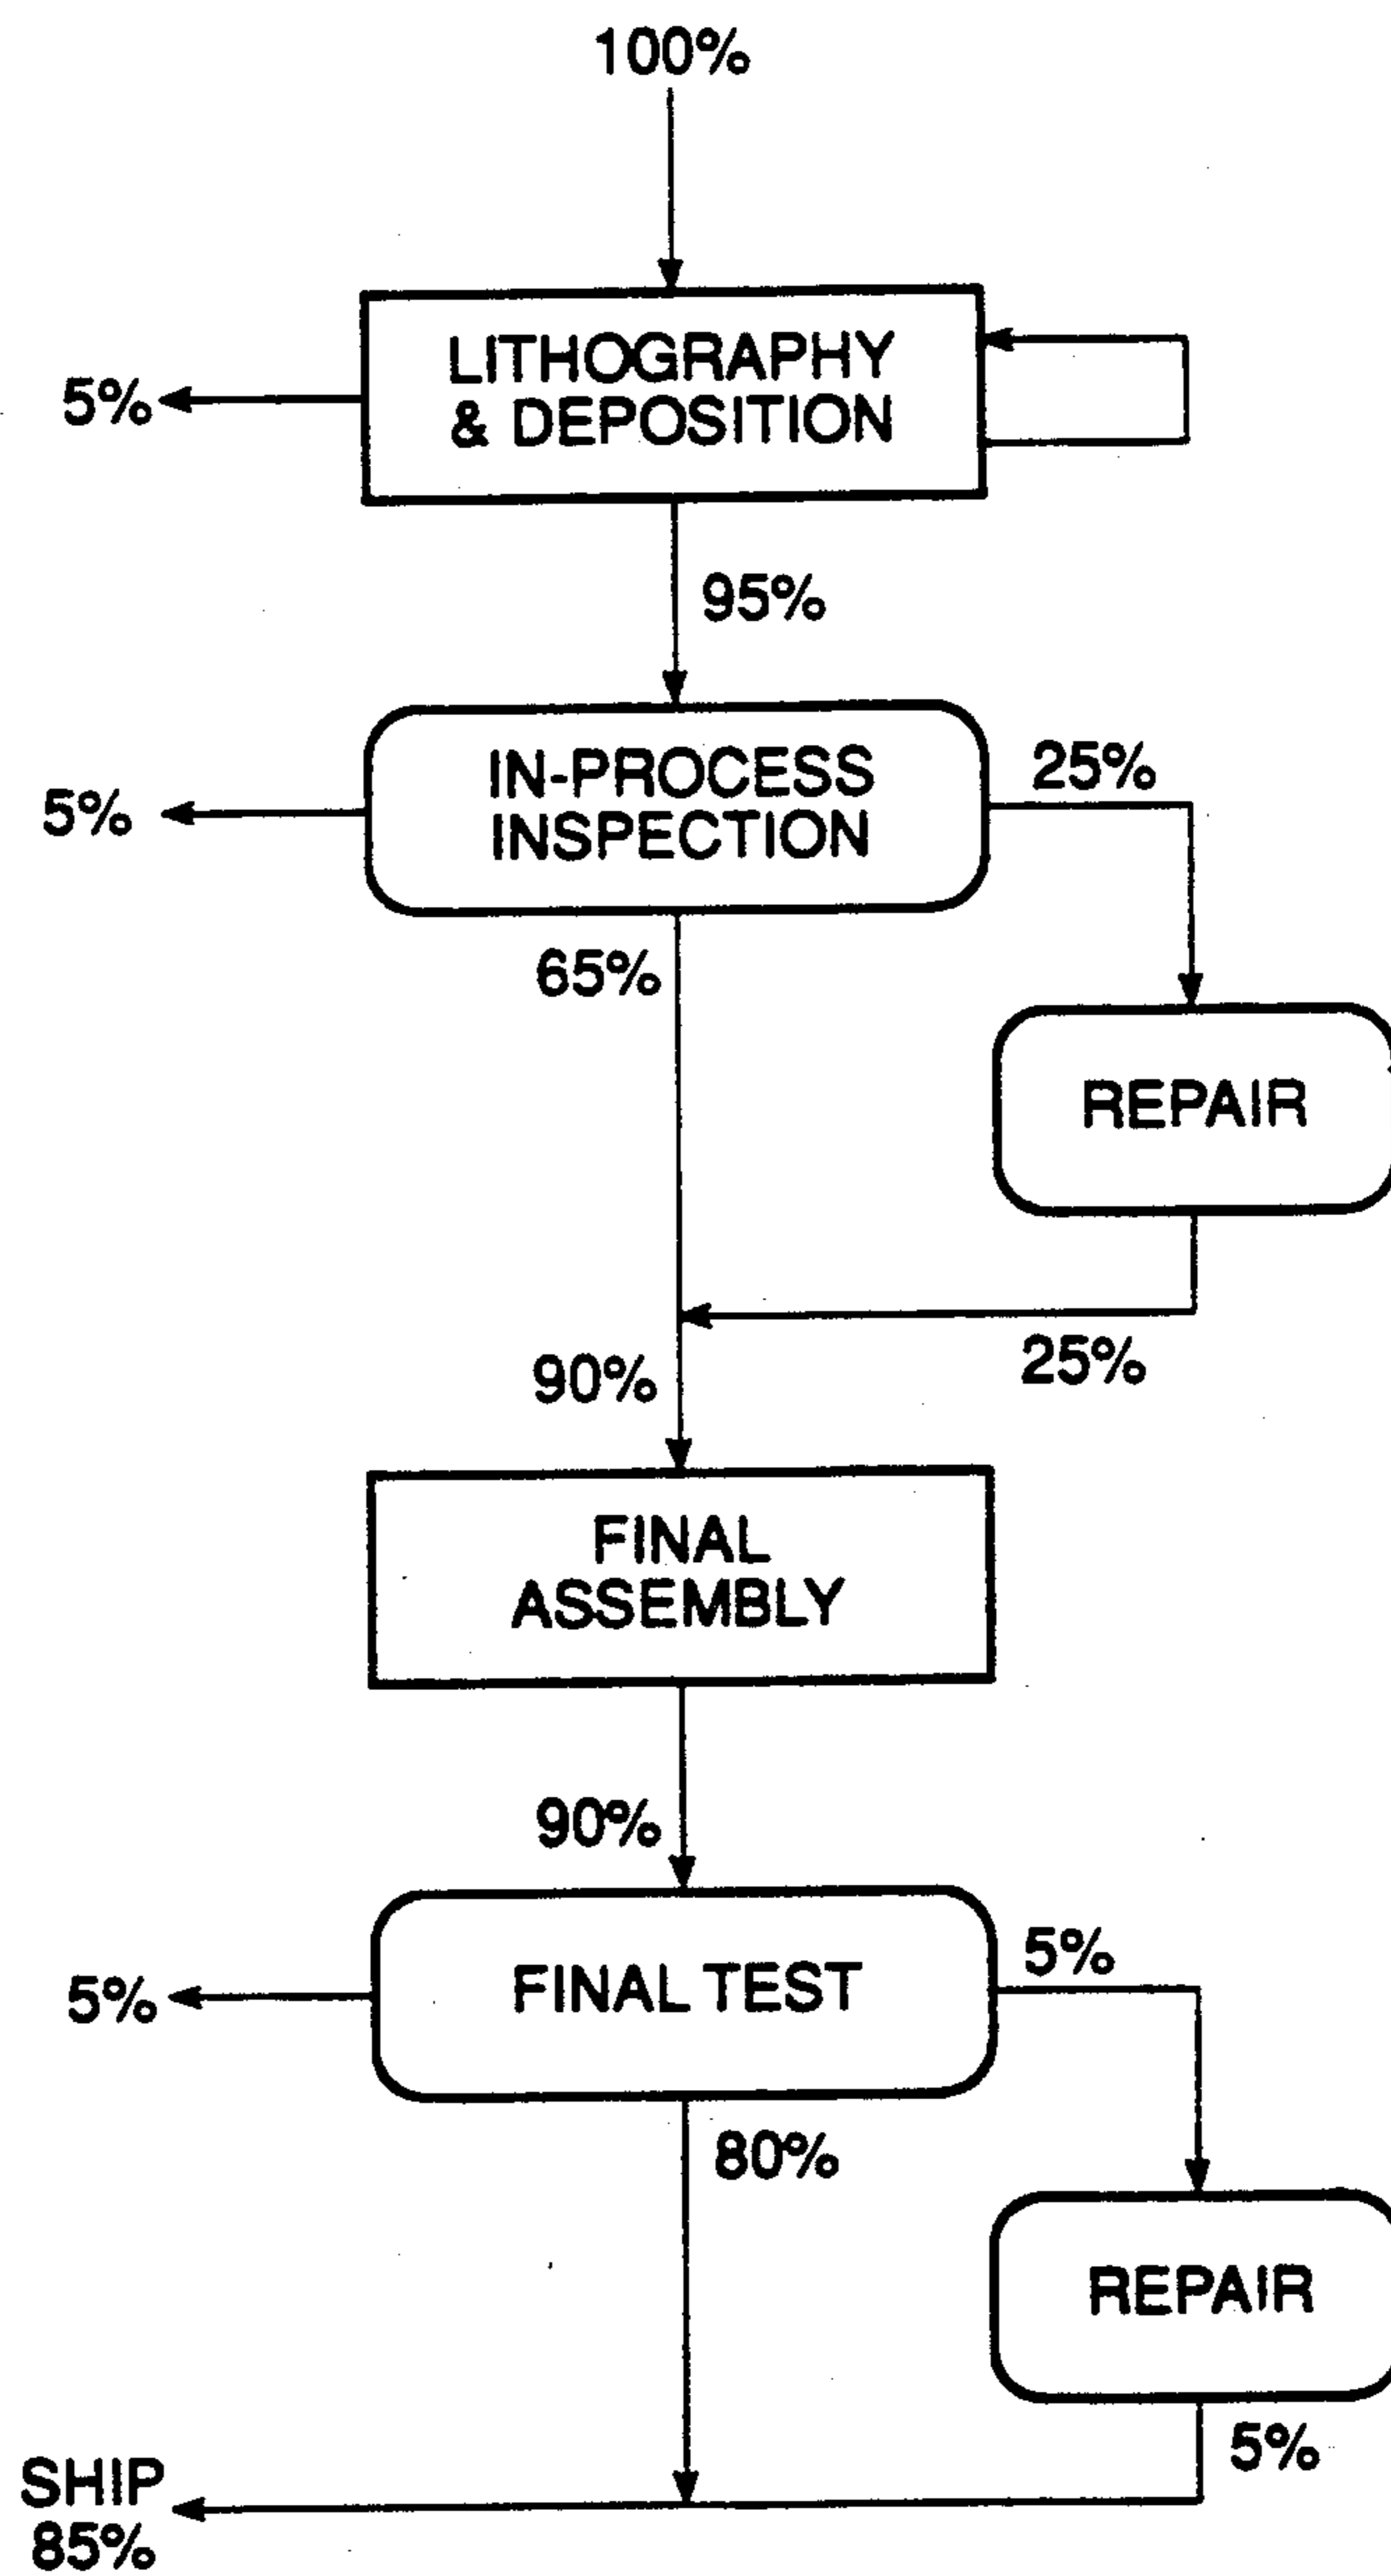 100%
LITHOGRAPHY
& DEPOSITION
5%
95%
IN-PROCESS
INSPECTION
5%
25%
65%
REPAIR
25%
90%
FINAL
ASSEMBLY
90%
FINAL TEST
5%
5%
80%
REPAIR
5%
SHIP
85%